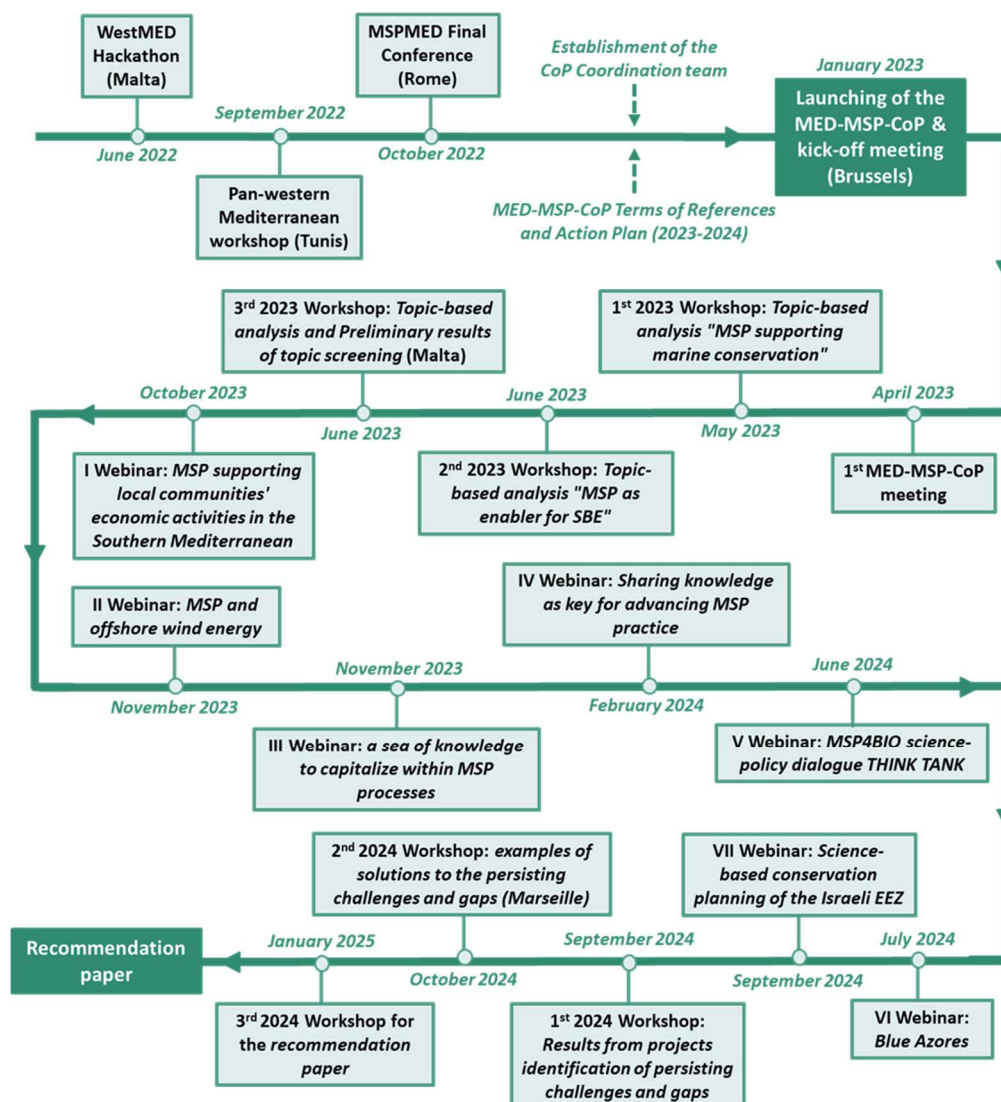 WestMED
Hackathon
(Malta)
June 2022
September 2022
Pan-western
Mediterranean
workshop (Tunis)
MSPMED Final
Conference
(Rome)
October 2022
Establishment of the
CoP Coordination team
MED-MSP-CoP Terms of References
and Action Plan (2023-2024)
January 2023
Launching of the
MED-MSP-CoP &
kick-off meeting
(Brussels)
April 2023
1st MED-MSP-CoP
meeting
1st 2023 Workshop: Topic-based
analysis "MSP supporting
marine conservation"
May 2023
June 2023
2nd 2023 Workshop: Topic-
based analysis "MSP as
enabler for SBE"
3rd 2023 Workshop: Topic-based
analysis and Preliminary results
of topic screening (Malta)
June 2023
October 2023
I Webinar: MSP supporting
local communities'
economic activities in the
Southern Mediterranean
II Webinar: MSP and
offshore wind energy
November 2023
November 2023
III Webinar: a sea of knowledge
to capitalize within MSP
processes
IV Webinar: Sharing knowledge
as key for advancing MSP
practice
February 2024
June 2024
V Webinar: MSP4BIO science-
policy dialogue THINK TANK
July 2024
VI Webinar:
Blue Azores
VII Webinar: Science-
based conservation
planning of the Israeli EEZ
September 2024
September 2024
1st 2024 Workshop:
Results from projects
identification of persisting
challenges and gaps
2nd 2024 Workshop: examples of
solutions to the persisting
challenges and gaps (Marseille)
October 2024
January 2025
3rd 2024 Workshop for
the recommendation
paper
Recommendation
paper